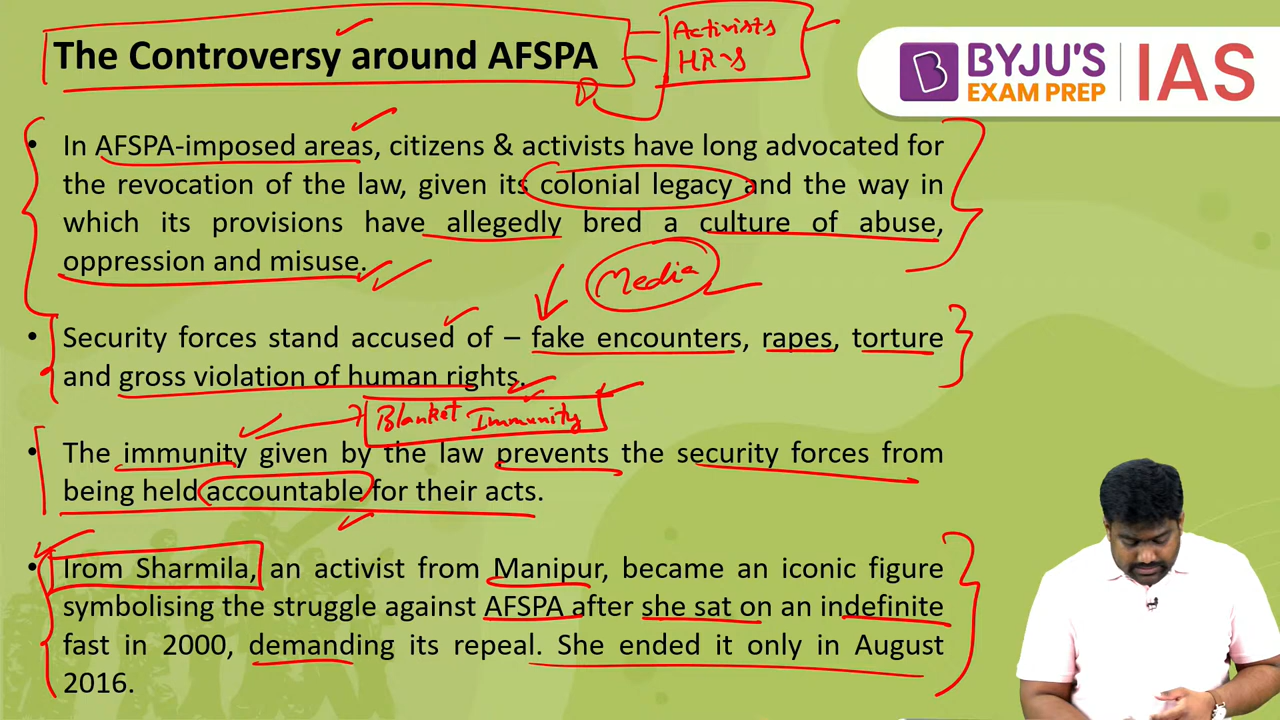 The Controversy around AFSPA
Activists
HR's
BYJU'S
EXAM PREP
IAS
• In AFSPA-imposed areas, citizens & activists have long advocated for
the revocation of the law, given its colonial legacy and the way in
which its provisions have allegedly bred a culture of abuse,
oppression and misuse.
Media
• Security forces stand accused of – fake encounters, rapes, torture
and gross violation of human rights.
Blanket Immunity
• The immunity given by the law prevents the security forces from
being held accountable for their acts.
• Irom Sharmila, an activist from Manipur, became an iconic figure
symbolising the struggle against AFSPA after she sat on an indefinite
fast in 2000, demanding its repeal. She ended it only in August
2016.